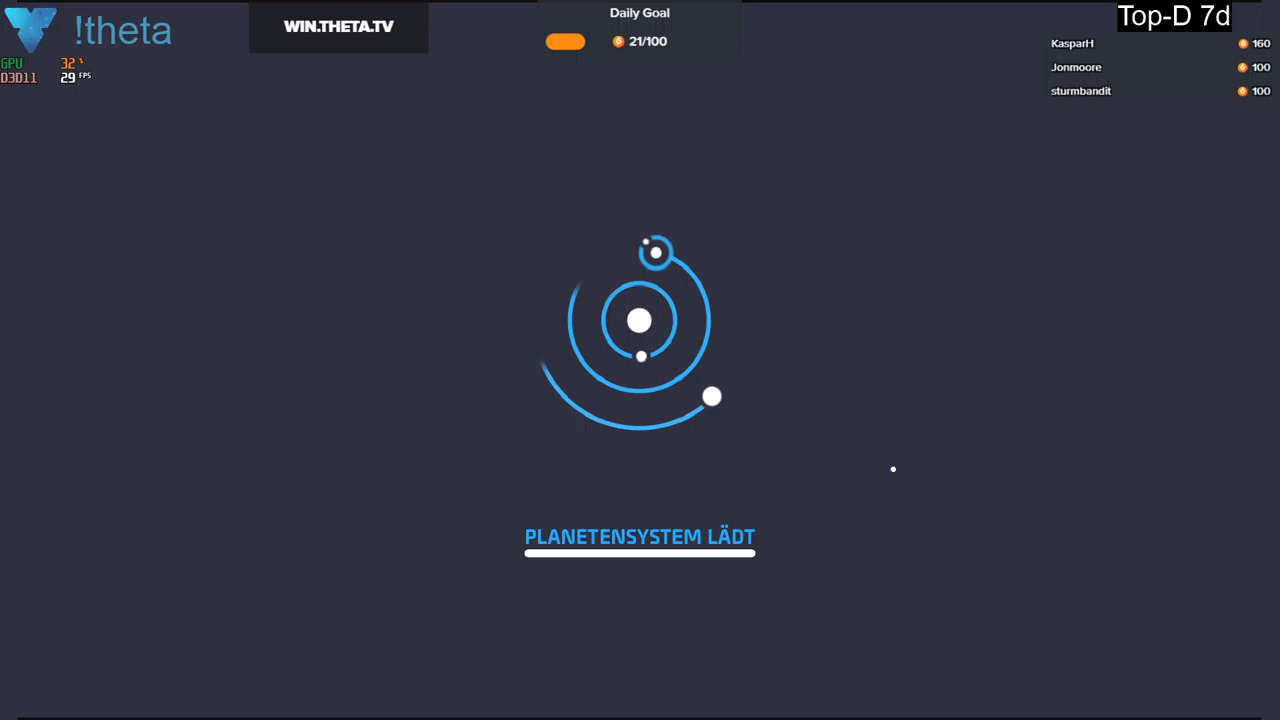 !theta
WIN.THETA.TV
Daily Goal
21/100
Top-D 7d
GPU 32 %
D3D11 29 FPS
KasparH 160
Jonmoore 100
sturmbandit 100
PLANETENSYSTEM LÄDT